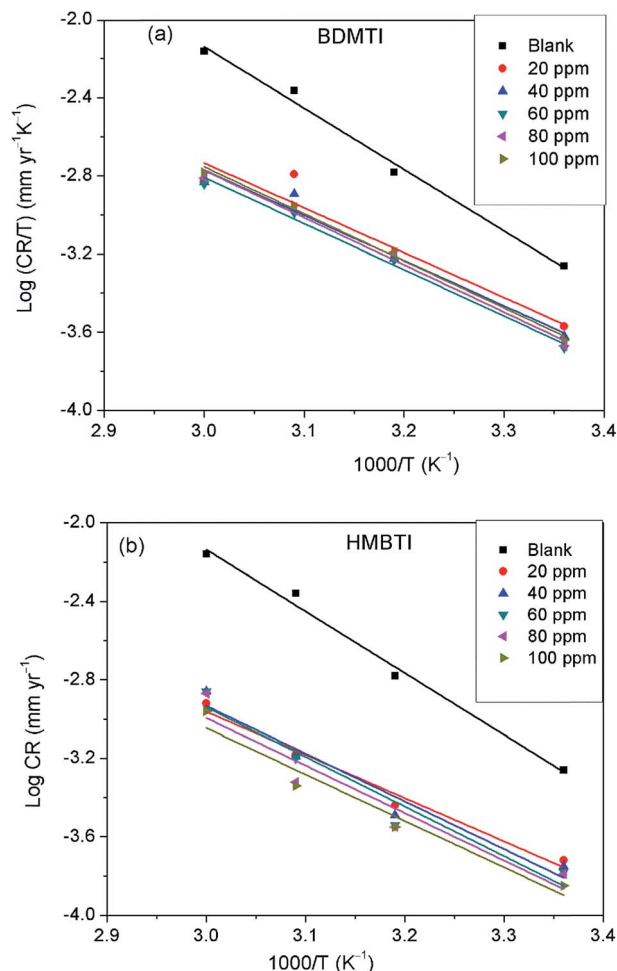 (a)
BDMTI
Blank
20 ppm
40 ppm
60 ppm
80 ppm
100 ppm
Log (CR/T) (mm yr⁻¹K⁻¹)
-2.0
-2.4
-2.8
-3.2
-3.6
-4.0
2.9 3.0 3.1 3.2 3.3 3.4
1000/T (K⁻¹)
(b)
HMBTI
Blank
20 ppm
40 ppm
60 ppm
80 ppm
100 ppm
Log CR (mm yr⁻¹)
-2.0
-2.4
-2.8
-3.2
-3.6
-4.0
2.9 3.0 3.1 3.2 3.3 3.4
1000/T (K⁻¹)